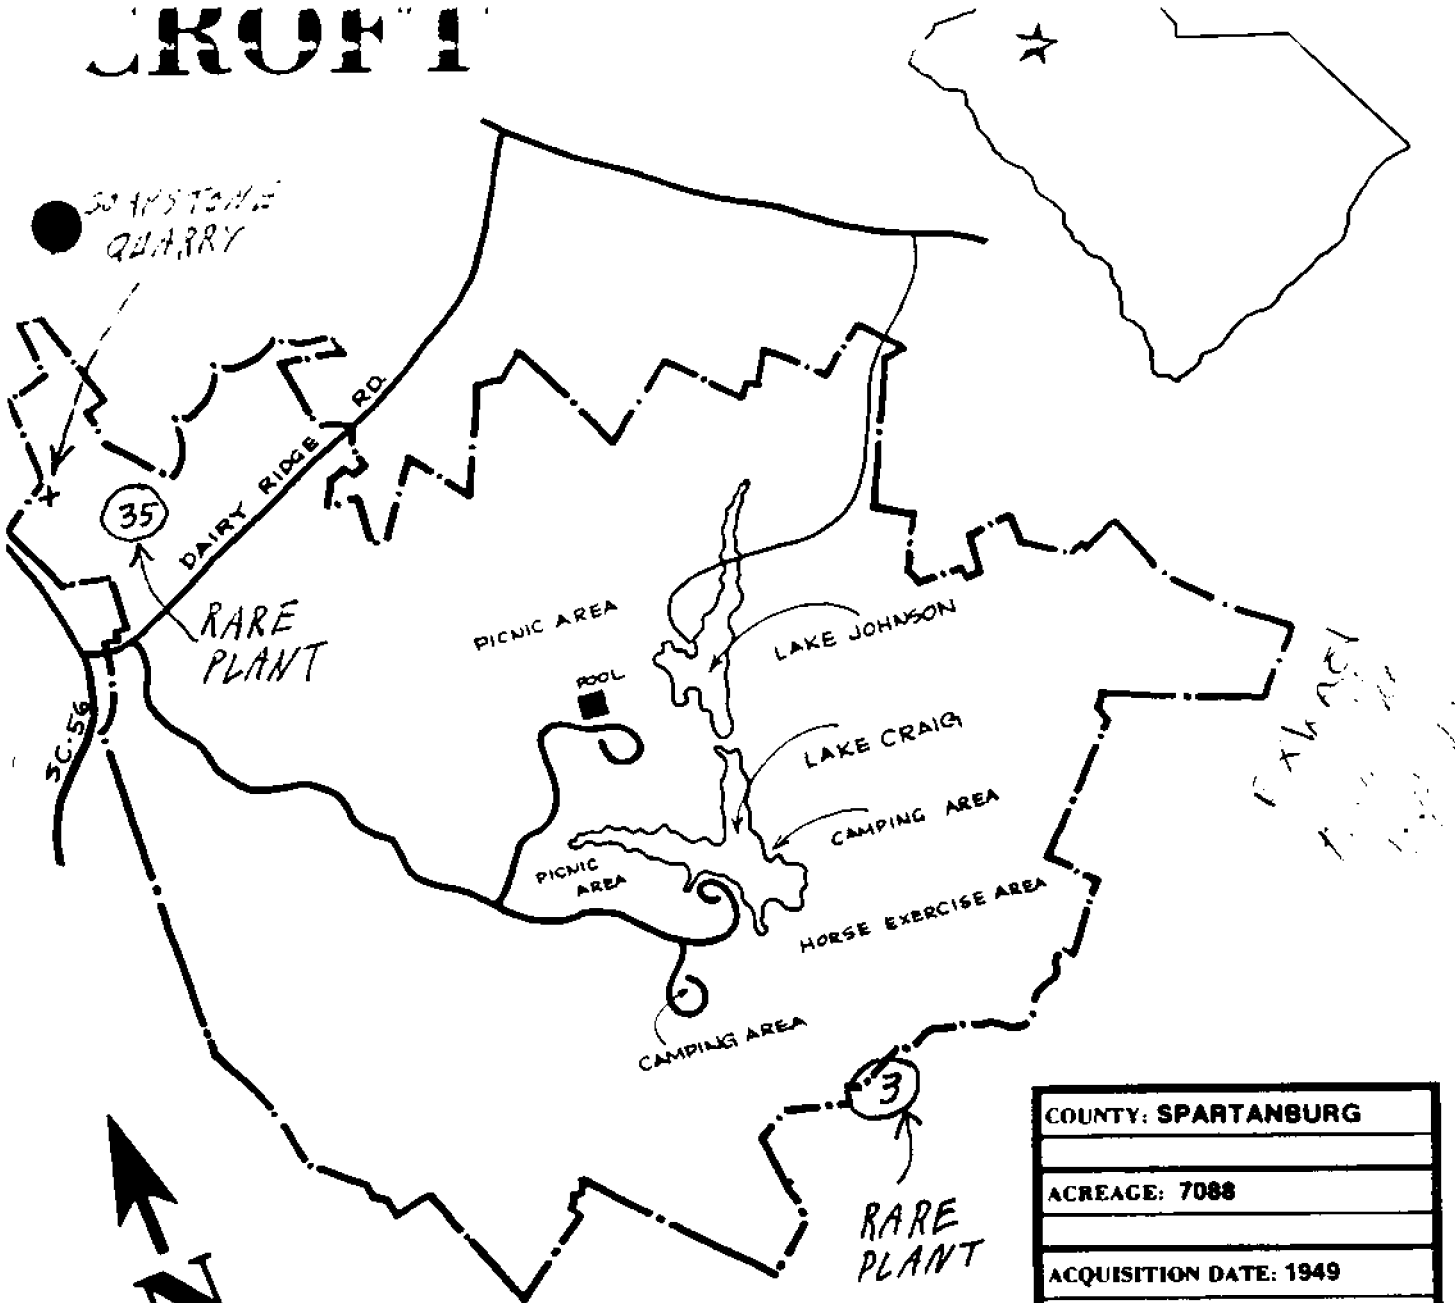 CROFT
SOAPSTONE
QUARRY
DAIRY RIDGE RD.
35
RARE
PLANT
SC-56
PICNIC AREA
POOL
LAKE JOHNSON
LAKE CRAIG
CAMPING AREA
PICNIC
AREA
HORSE EXERCISE AREA
CAMPING AREA
3
RARE
PLANT
COUNTY: SPARTANBURG
ACREAGE: 7088
ACQUISITION DATE: 1949
N